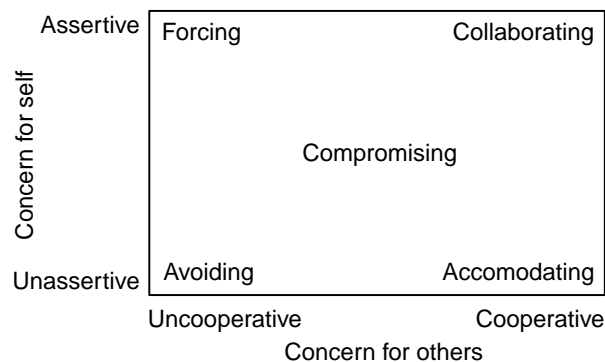 Assertive
Forcing
Collaborating
Concern for self
Compromising
Unassertive
Avoiding
Accomodating
Uncooperative
Cooperative
Concern for others